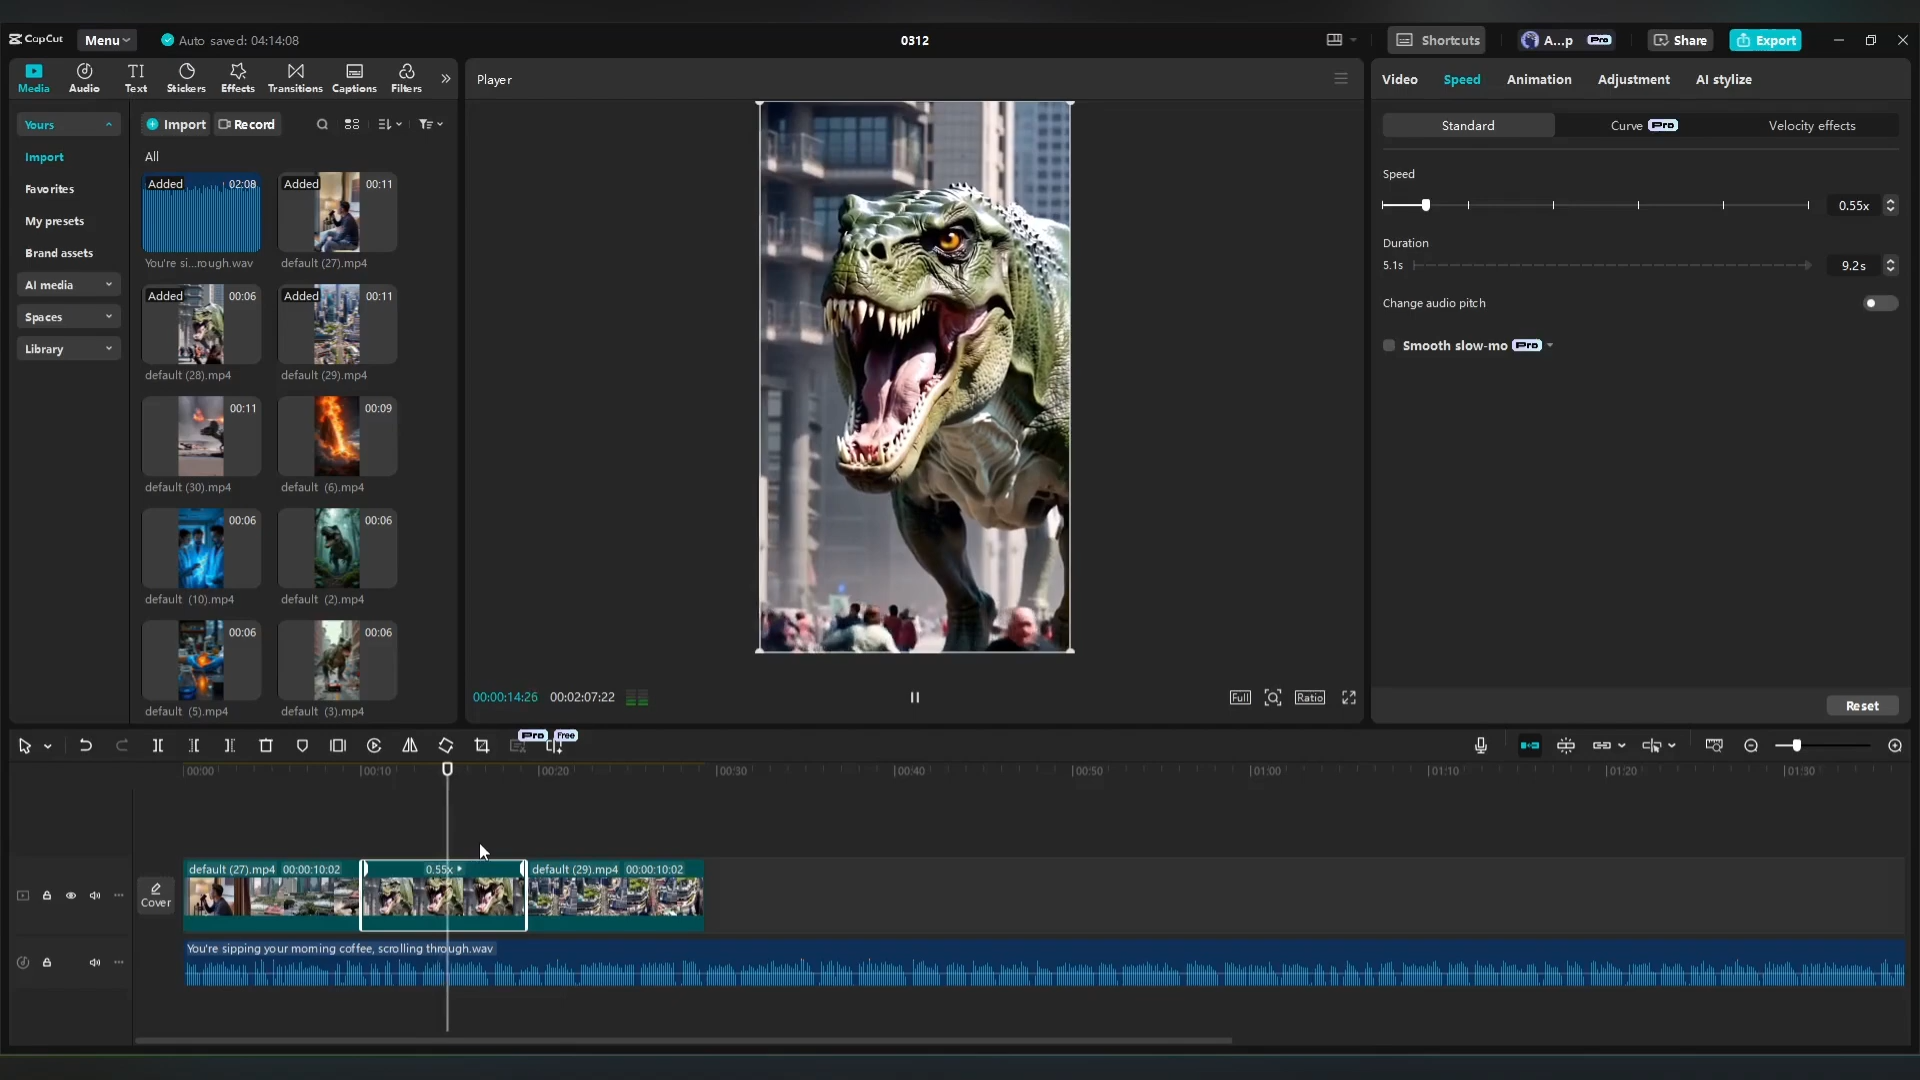 CapCut Menu Auto saved: 04:14:08 0312 Shortcuts A...p Pro Share Export
Media Audio Text Stickers Effects Transitions Captions Filters
Yours
Import
Favorites
My presets
Brand assets
AI media
Spaces
Library
Import Record
All
Added 02:08
You're si...rough.wav
Added 00:11
default (27).mp4
Added 00:06
default (28).mp4
Added 00:11
default (29).mp4
00:11
default (30).mp4
00:09
default (6).mp4
00:06
default (10).mp4
00:06
default (2).mp4
00:06
default (5).mp4
00:06
default (3).mp4
Player
00:00:14:26 00:02:07:22 Full Ratio
Video Speed Animation Adjustment AI stylize
Standard Curve Pro Velocity effects
Speed
0.55x
Duration
5.1s 9.2s
Change audio pitch
Smooth slow-mo Pro
Reset
Pro Free
00:00 00:10 00:20 00:30 00:40 00:50 01:00 01:10 01:20 01:30
Cover
default (27).mp4 00:00:10:02 0.55x default (29).mp4 00:00:10:02
You're sipping your morning coffee, scrolling through.wav